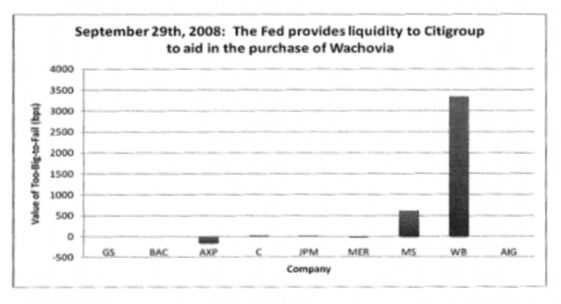 September 29th, 2008:  The Fed provides liquidity to Citigroup
to aid in the purchase of Wachovia
Value of Too-Big-to-Fail (bps)
4000
3500
3000
2500
2000
1500
1000
500
0
-500
GS BAC AXP C JPM MER MS WB AIG
Company